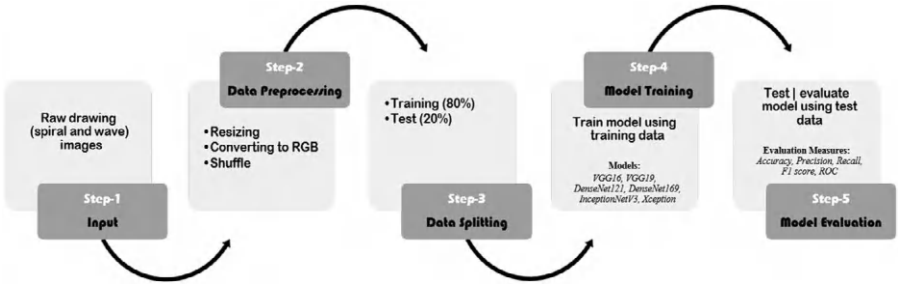 Raw drawing
(spiral and wave)
images
Step-1
Input
Step-2
Data Preprocessing
•Resizing
•Converting to RGB
•Shuffle
•Training (80%)
•Test (20%)
Step-3
Data Splitting
Step-4
Model Training
Train model using
training data
Models:
VGG16, VGG19,
DenseNet121, DenseNet169,
InceptionNetV3, Xception
Test | evaluate
model using test
data
Evaluation Measures:
Accuracy, Precision, Recall,
F1 score, ROC
Step-5
Model Evaluation